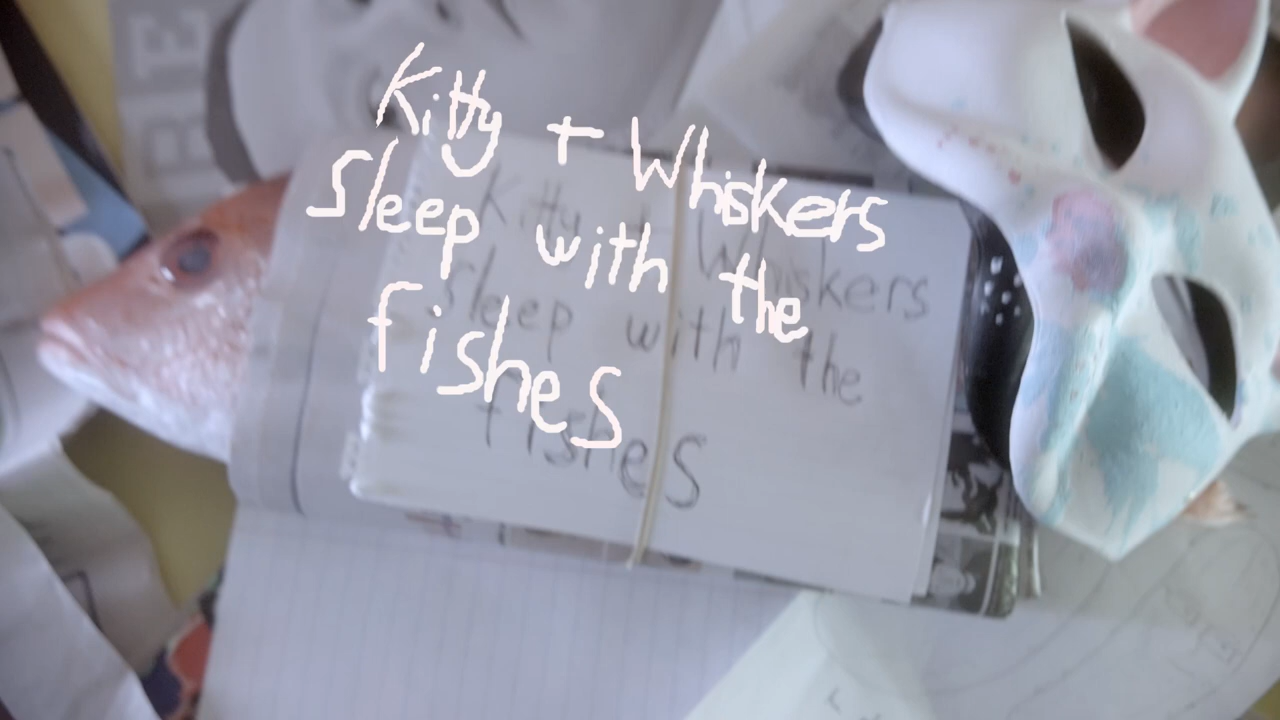 Kitty + Whiskers
sleep with the
fishes
Kitty + Whiskers
sleep with the
fishes